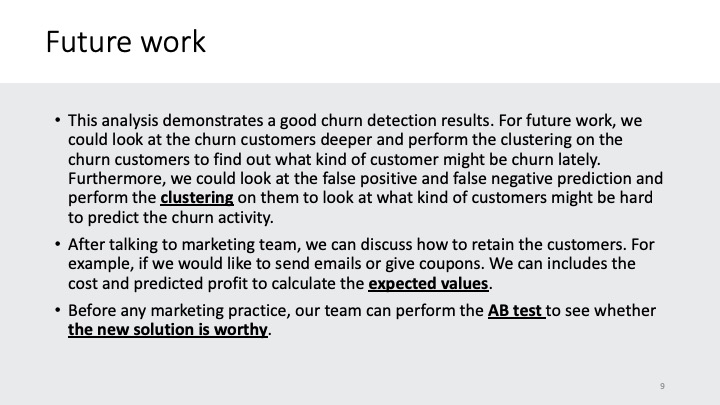 Future work
• This analysis demonstrates a good churn detection results. For future work, we
could look at the churn customers deeper and perform the clustering on the
churn customers to find out what kind of customer might be churn lately.
Furthermore, we could look at the false positive and false negative prediction and
perform the clustering on them to look at what kind of customers might be hard
to predict the churn activity.
• After talking to marketing team, we can discuss how to retain the customers. For
example, if we would like to send emails or give coupons. We can includes the
cost and predicted profit to calculate the expected values.
• Before any marketing practice, our team can perform the AB test to see whether
the new solution is worthy.
9